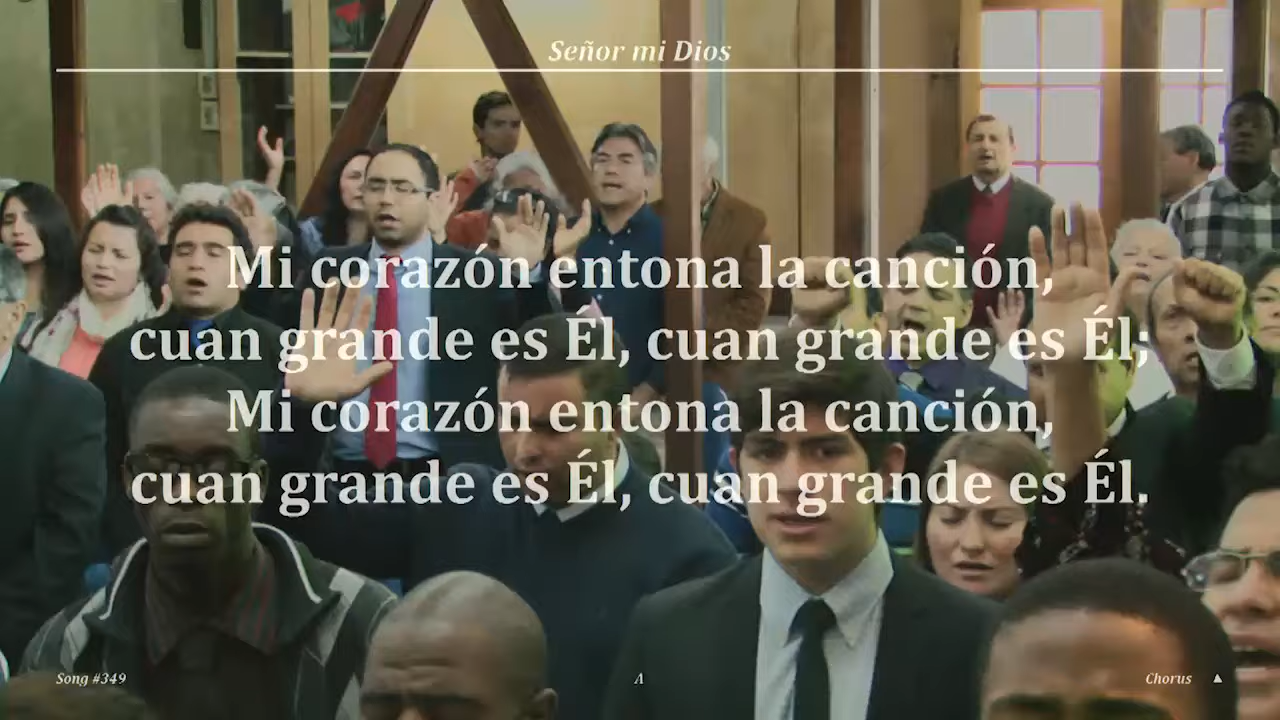 Señor mi Dios
Mi corazón entona la canción,
cuan grande es Él, cuan grande es Él;
Mi corazón entona la canción,
cuan grande es Él, cuan grande es Él.
Song #349
A
Chorus ▲